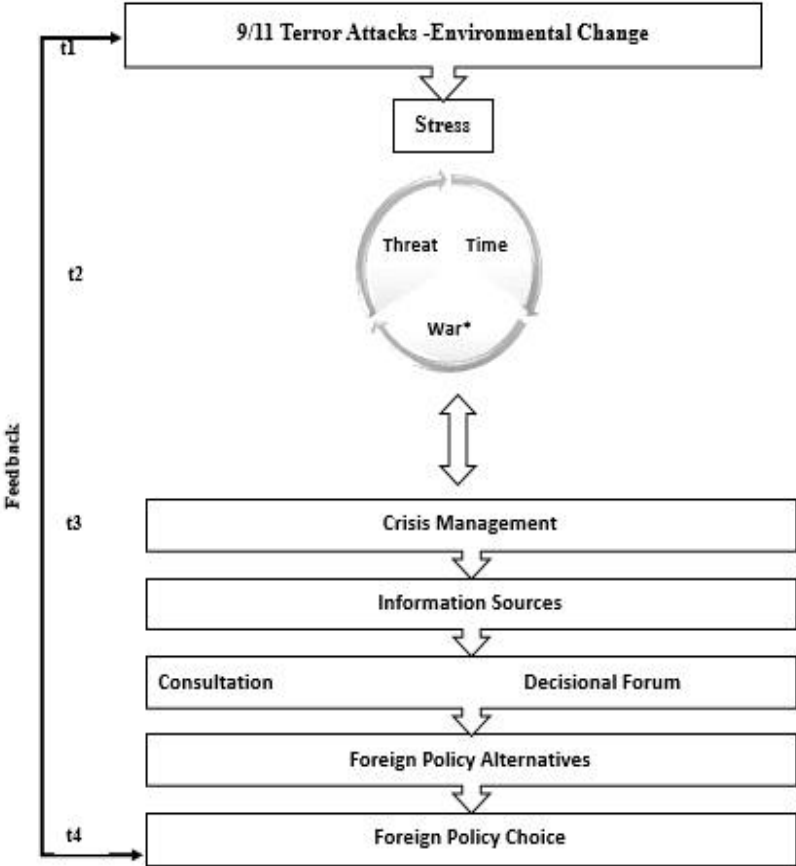 9/11 Terror Attacks -Environmental Change
t1
Stress
Threat Time
t2
War*
Feedback
t3
Crisis Management
Information Sources
Consultation Decisional Forum
Foreign Policy Alternatives
t4
Foreign Policy Choice